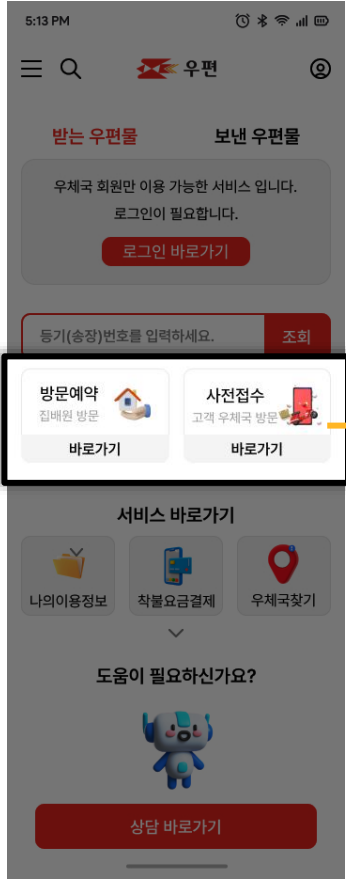 5:13 PM
우편
받는 우편물 보낸 우편물
우체국 회원만 이용 가능한 서비스 입니다.
로그인이 필요합니다.
로그인 바로가기
등기(송장)번호를 입력하세요. 조회
방문예약 사전접수
집배원 방문 고객 우체국 방문
바로가기 바로가기
서비스 바로가기
나의이용정보 착불요금결제 우체국찾기
도움이 필요하신가요?
상담 바로가기